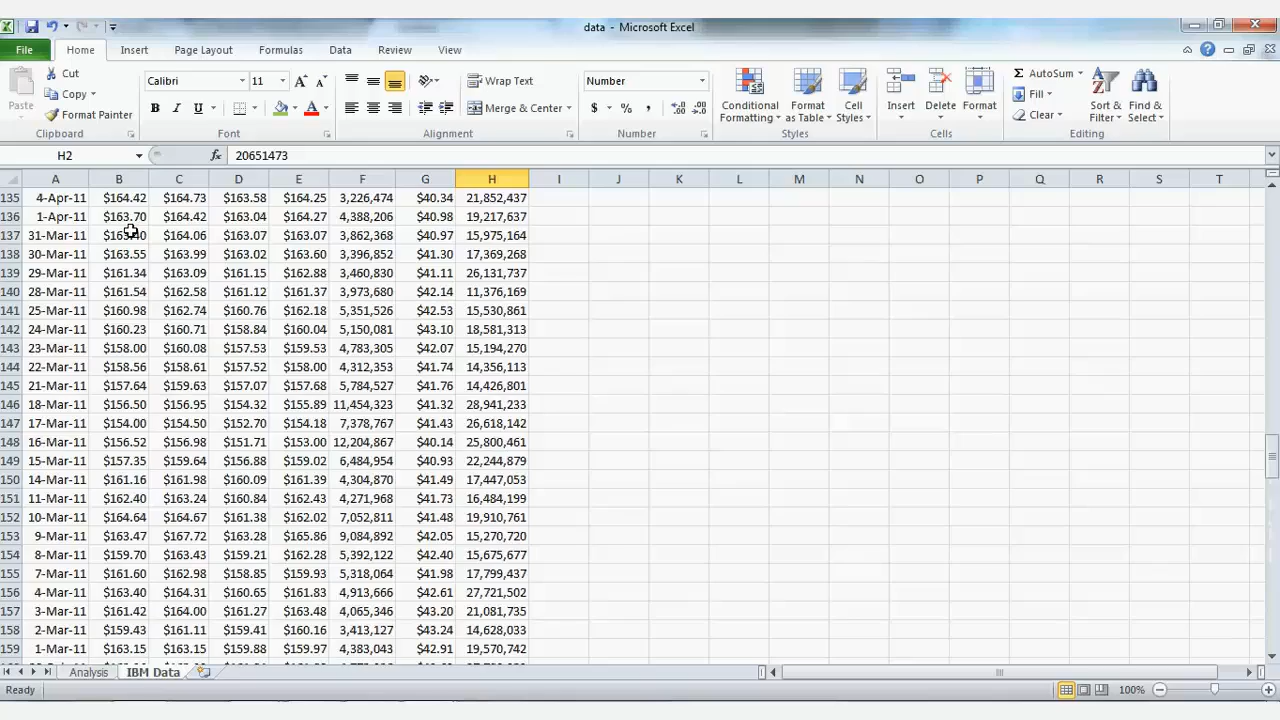 data - Microsoft Excel
File Home Insert Page Layout Formulas Data Review View
Cut Calibri 11 Wrap Text Number AutoSum
Copy Fill
Paste Format Painter Merge & Center Conditional Formatting Format as Table Cell Styles Insert Delete Format Clear Sort & Filter Find & Select
Clipboard Font Alignment Number Styles Cells Editing
H2 fx 20651473
A B C D E F G H I J K L M N O P Q R S T
135 4-Apr-11 $164.42 $164.73 $163.58 $164.25 3,226,474 $40.34 21,852,437
136 1-Apr-11 $163.70 $164.42 $163.04 $164.27 4,388,206 $40.98 19,217,637
137 31-Mar-11 $164.06 $163.07 $163.07 3,862,368 $40.97 15,975,164
138 30-Mar-11 $163.55 $163.99 $163.02 $163.60 3,396,852 $41.30 17,369,268
139 29-Mar-11 $161.34 $163.09 $161.15 $162.88 3,460,830 $41.11 26,131,737
140 28-Mar-11 $161.54 $162.58 $161.12 $161.37 3,973,680 $42.14 11,376,169
141 25-Mar-11 $160.98 $162.74 $160.76 $162.18 5,351,526 $42.53 15,530,861
142 24-Mar-11 $160.23 $160.71 $158.84 $160.04 5,150,081 $43.10 18,581,313
143 23-Mar-11 $158.00 $160.08 $157.53 $159.53 4,783,305 $42.07 15,194,270
144 22-Mar-11 $158.56 $158.61 $157.52 $158.00 4,312,353 $41.74 14,356,113
145 21-Mar-11 $157.64 $159.63 $157.07 $157.68 5,784,527 $41.76 14,426,801
146 18-Mar-11 $156.50 $156.95 $154.32 $155.89 11,454,323 $41.32 28,941,233
147 17-Mar-11 $154.00 $154.50 $152.70 $154.18 7,378,767 $41.43 26,618,142
148 16-Mar-11 $156.52 $156.98 $151.71 $153.00 12,204,867 $40.14 25,800,461
149 15-Mar-11 $157.35 $159.64 $156.88 $159.02 6,484,954 $40.93 22,244,879
150 14-Mar-11 $161.16 $161.98 $160.09 $161.39 4,304,870 $41.49 17,447,053
151 11-Mar-11 $162.40 $163.24 $160.84 $162.43 4,271,968 $41.73 16,484,199
152 10-Mar-11 $164.64 $164.67 $161.38 $162.02 7,052,811 $41.48 19,910,761
153 9-Mar-11 $163.47 $167.72 $163.28 $165.86 9,084,892 $42.05 15,270,720
154 8-Mar-11 $159.70 $163.43 $159.21 $162.28 5,392,122 $42.40 15,675,677
155 7-Mar-11 $161.60 $162.98 $158.85 $159.93 5,318,064 $41.98 17,799,437
156 4-Mar-11 $163.40 $164.31 $160.65 $161.83 4,913,666 $42.61 27,721,502
157 3-Mar-11 $161.42 $164.00 $161.27 $163.48 4,065,346 $43.20 21,081,735
158 2-Mar-11 $159.43 $161.11 $159.41 $160.16 3,413,127 $43.24 14,628,033
159 1-Mar-11 $163.15 $163.15 $159.88 $159.97 4,383,043 $42.91 19,570,742
Analysis IBM Data
Ready 100%